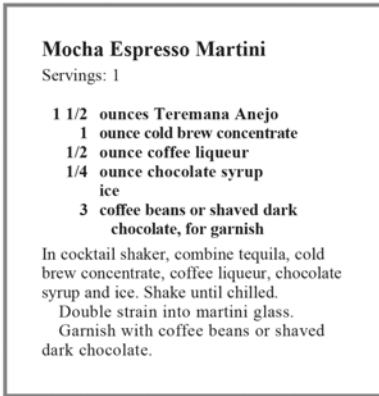 Mocha Espresso Martini
Servings: 1
1 1/2 ounces Teremana Anejo
1 ounce cold brew concentrate
1/2 ounce coffee liqueur
1/4 ounce chocolate syrup
ice
3 coffee beans or shaved dark
chocolate, for garnish
In cocktail shaker, combine tequila, cold
brew concentrate, coffee liqueur, chocolate
syrup and ice. Shake until chilled.
Double strain into martini glass.
Garnish with coffee beans or shaved
dark chocolate.